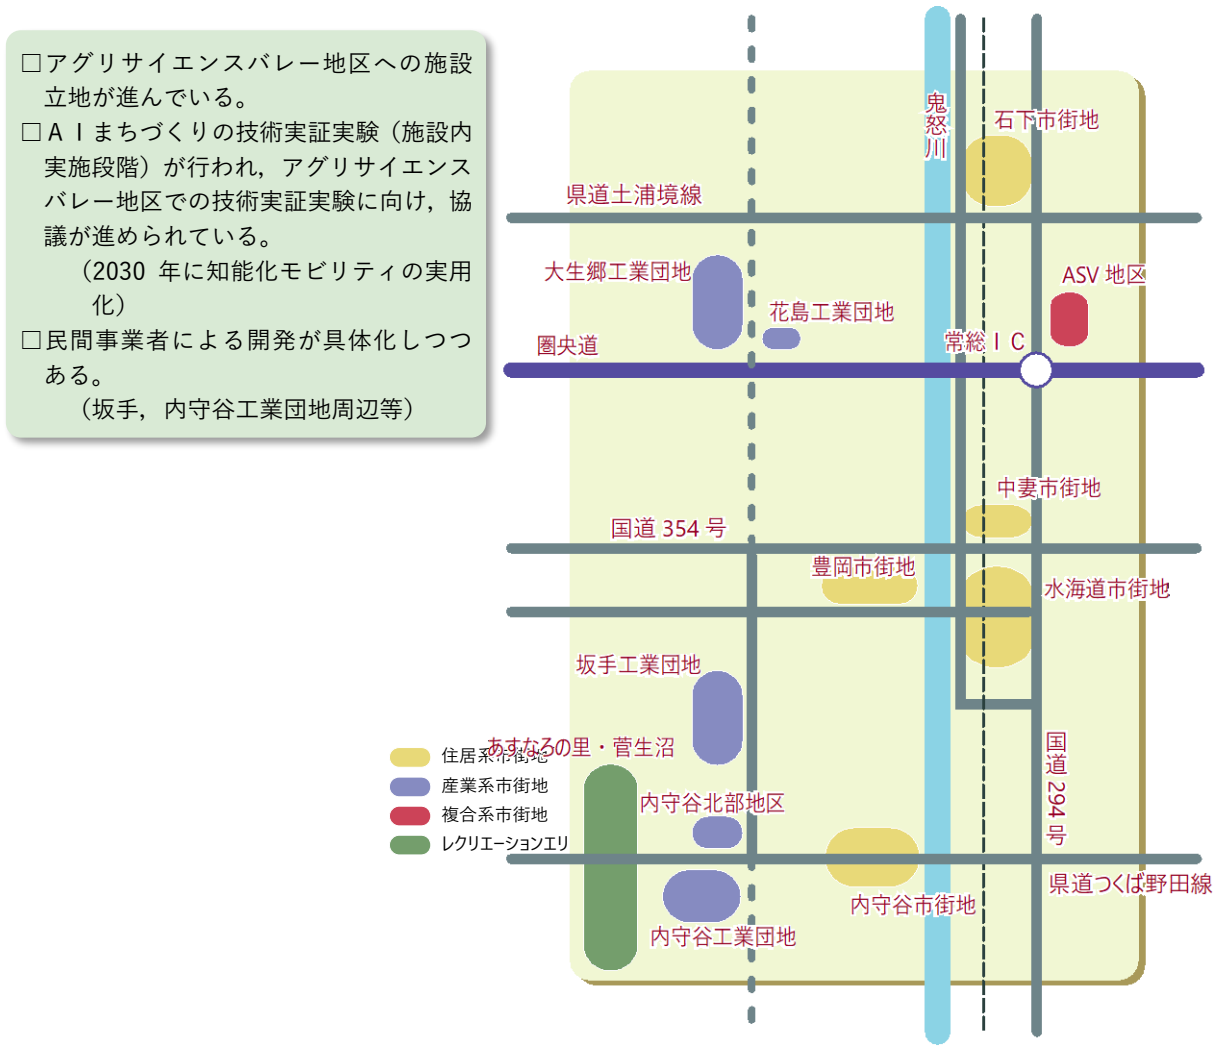 □アグリサイエンスバレー地区への施設
立地が進んでいる。
□ＡＩまちづくりの技術実証実験（施設内
実施段階）が行われ，アグリサイエンス
バレー地区での技術実証実験に向け，協
議が進められている。
（2030 年に知能化モビリティの実用
化）
□民間事業者による開発が具体化しつつ
ある。
（坂手，内守谷工業団地周辺等）
鬼怒川
石下市街地
県道土浦境線
大生郷工業団地
ASV 地区
花島工業団地
常総ＩＣ
圏央道
中妻市街地
国道 354 号
豊岡市街地
水海道市街地
坂手工業団地
国道 294 号
あすなろの里・菅生沼
住居系市街地
産業系市街地
内守谷北部地区
複合系市街地
レクリエーションエリ
県道つくば野田線
内守谷市街地
内守谷工業団地